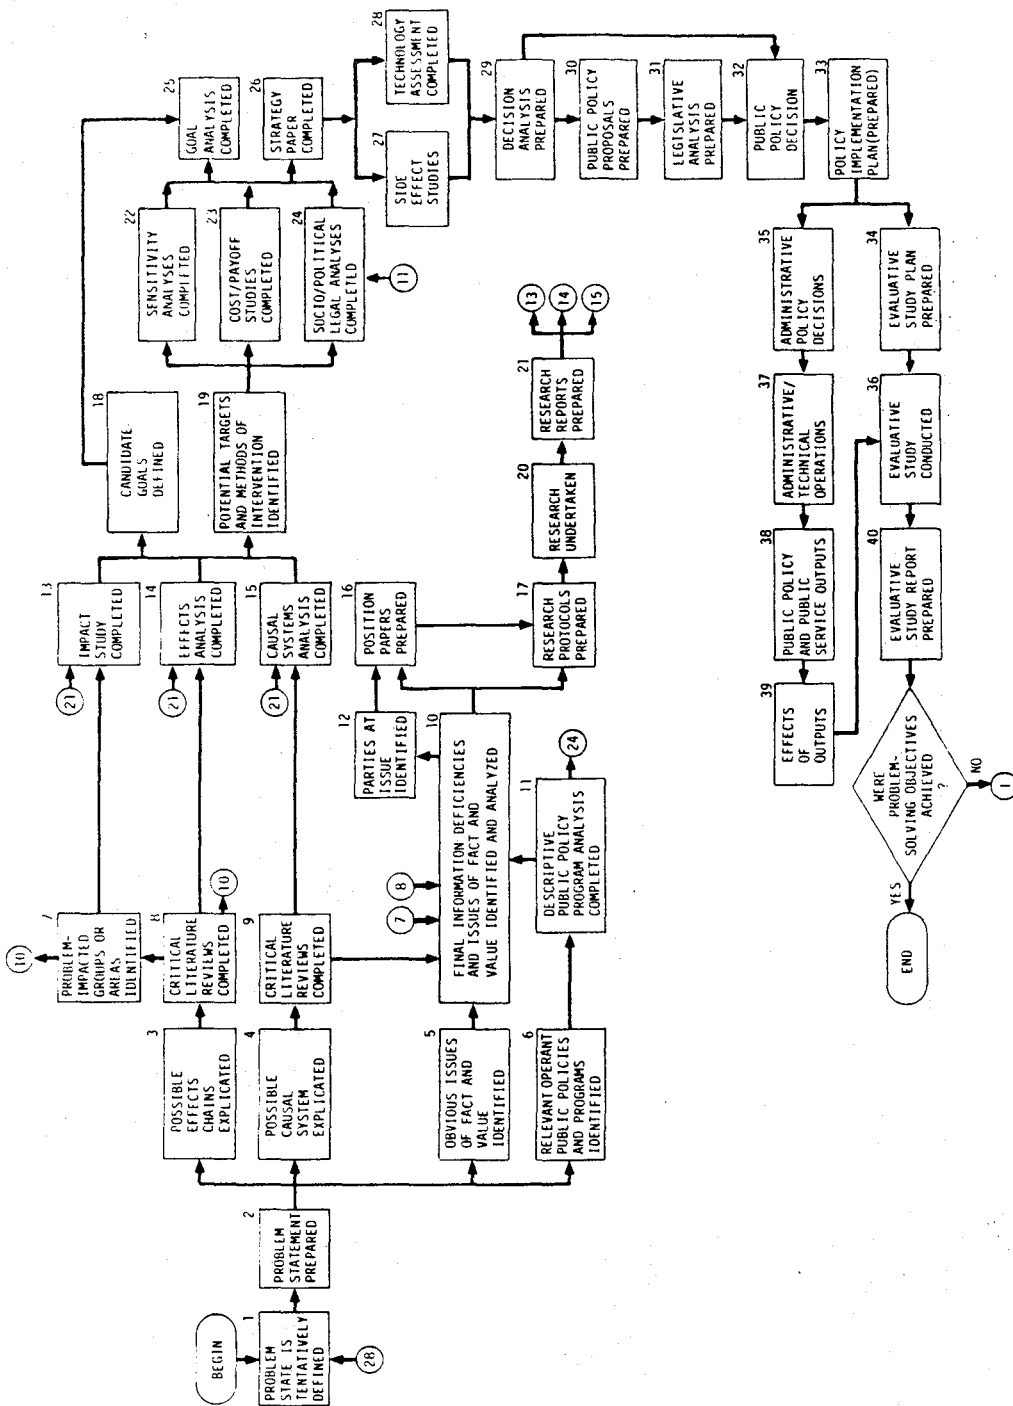 BEGIN
1
PROBLEM
STATE IS
TENTATIVELY
DEFINED
28
2
PROBLEM
STATEMENT
PREPARED
3
POSSIBLE
EFFECTS
CHAINS
EXPLICATED
4
POSSIBLE
CAUSAL
SYSTEM
EXPLICATED
5
OBVIOUS ISSUES
OF FACT AND
VALUE
IDENTIFIED
6
RELEVANT OPERANT
PUBLIC POLICIES
AND PROGRAMS
IDENTIFIED
10
7
PROBLEM-
IMPACTED
GROUPS OR
AREAS
IDENTIFIED
8
CRITICAL
LITERATURE
REVIEWS
COMPLETED
10
9
CRITICAL
LITERATURE
REVIEWS
COMPLETED
7
8
10
FINAL INFORMATION DEFICIENCIES
AND ISSUES OF FACT AND
VALUE IDENTIFIED AND ANALYZED
11
DESCRIPTIVE
PUBLIC POLICY
PROGRAM ANALYSIS
COMPLETED
24
12
PARTIES AT
ISSUE
IDENTIFIED
21
13
IMPACT
STUDY
COMPLETED
21
14
EFFECTS
ANALYSIS
COMPLETED
21
15
CAUSAL
SYSTEMS
ANALYSIS
COMPLETED
16
POSITION
PAPERS
PREPARED
17
RESEARCH
PROTOCOLS
PREPARED
18
CANDIDATE
GOALS
DEFINED
19
POTENTIAL TARGETS
AND METHODS OF
INTERVENTION
IDENTIFIED
20
RESEARCH
UNDERTAKEN
21
RESEARCH
REPORTS
PREPARED
13
14
15
22
SENSITIVITY
ANALYSES
COMPLETED
23
COST/PAYOFF
STUDIES
COMPLETED
24
SOCIO/POLITICAL
LEGAL ANALYSES
COMPLETED
11
25
GOAL
ANALYSIS
COMPLETED
26
STRATEGY
PAPER
COMPLETED
27
SIDE
EFFECT
STUDIES
28
TECHNOLOGY
ASSESSMENT
COMPLETED
29
DECISION
ANALYSIS
PREPARED
30
PUBLIC POLICY
PROPOSALS
PREPARED
31
LEGISLATIVE
ANALYSIS
PREPARED
32
PUBLIC
POLICY
DECISION
33
POLICY
IMPLEMENTATION
PLAN(PREPARED)
35
ADMINISTRATIVE
POLICY
DECISIONS
34
EVALUATIVE
STUDY PLAN
PREPARED
37
ADMINISTRATIVE/
TECHNICAL
OPERATIONS
36
EVALUATIVE
STUDY
CONDUCTED
38
PUBLIC POLICY
AND PUBLIC
SERVICE OUTPUTS
40
EVALUATIVE
STUDY REPORT
PREPARED
39
EFFECTS
OF
OUTPUTS
WERE
PROBLEM-
SOLVING OBJECTIVES
ACHIEVED
?
NO
1
YES
END